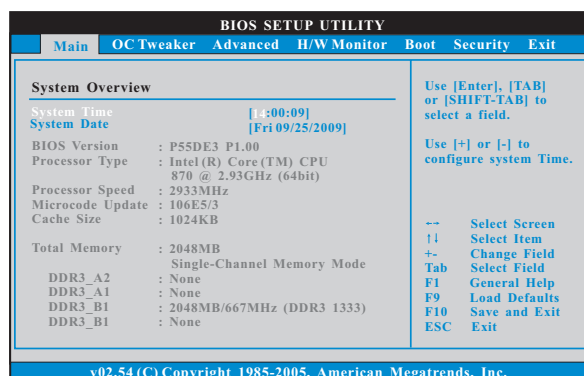 BIOS SETUP UTILITY
Main OC Tweaker Advanced H/W Monitor Boot Security Exit
System Overview
System Time [14:00:09]
System Date [Fri 09/25/2009]
BIOS Version : P55DE3 P1.00
Processor Type : Intel (R) Core (TM) CPU
870 @ 2.93GHz (64bit)
Processor Speed : 2933MHz
Microcode Update : 106E5/3
Cache Size : 1024KB
Total Memory : 2048MB
Single-Channel Memory Mode
DDR3_A2 : None
DDR3_A1 : None
DDR3_B1 : 2048MB/667MHz (DDR3 1333)
DDR3_B1 : None
Use [Enter], [TAB]
or [SHIFT-TAB] to
select a field.
Use [+] or [-] to
configure system Time.
←→ Select Screen
↑↓ Select Item
+- Change Field
Tab Select Field
F1 General Help
F9 Load Defaults
F10 Save and Exit
ESC Exit
v02.54 (C) Copyright 1985-2005, American Megatrends, Inc.